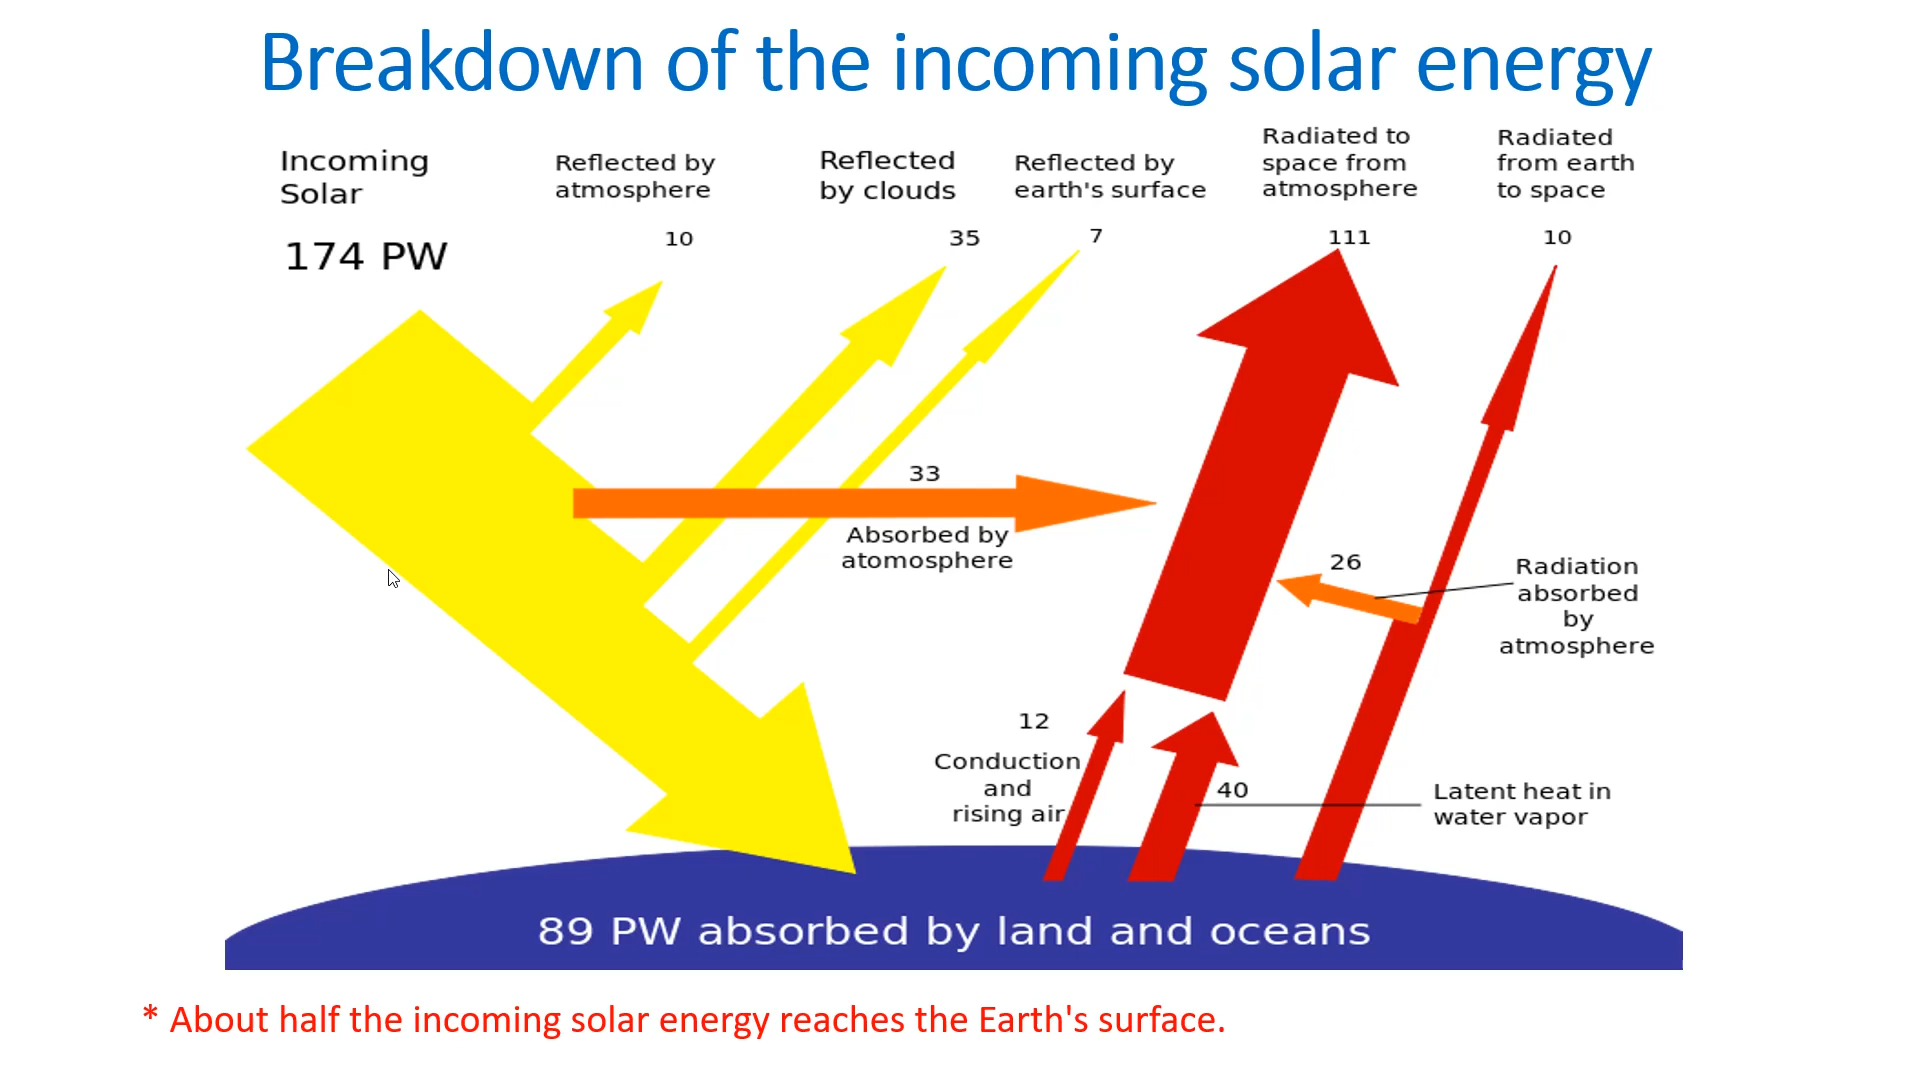 Breakdown of the incoming solar energy
Incoming
Solar
174 PW
Reflected by
atmosphere
10
Reflected
by clouds
35
Reflected by
earth's surface
7
Radiated to
space from
atmosphere
111
Radiated
from earth
to space
10
33
Absorbed by
atomosphere
26
Radiation
absorbed
by
atmosphere
12
Conduction
and
rising air
40
Latent heat in
water vapor
89 PW absorbed by land and oceans
* About half the incoming solar energy reaches the Earth's surface.